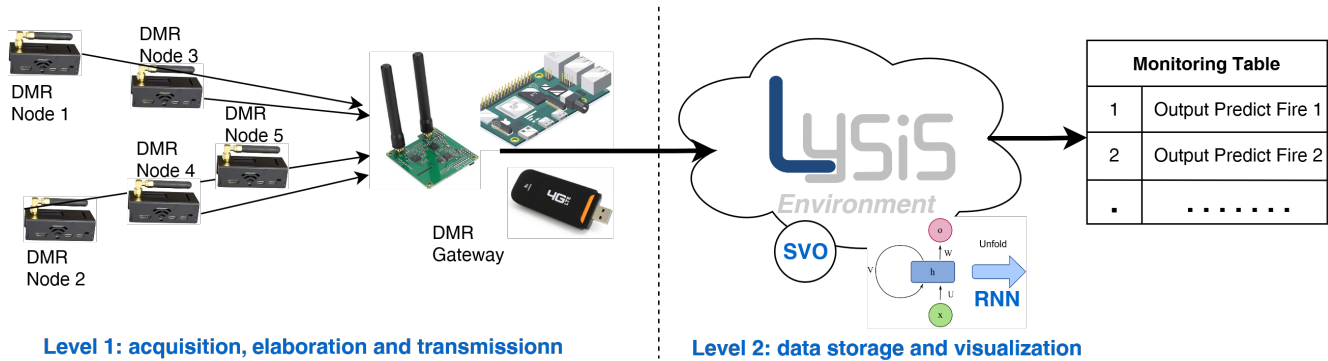 DMR
Node 1
DMR
Node 3
DMR
Node 5
DMR
Node 4
DMR
Node 2
4G
LTE
DMR
Gateway
Lysis
Environment
SVO
o
W
V
h
U
x
Unfold
RNN
Monitoring Table
1 Output Predict Fire 1
2 Output Predict Fire 2
. . . . . . . .
Level 1: acquisition, elaboration and transmissionn
Level 2: data storage and visualization